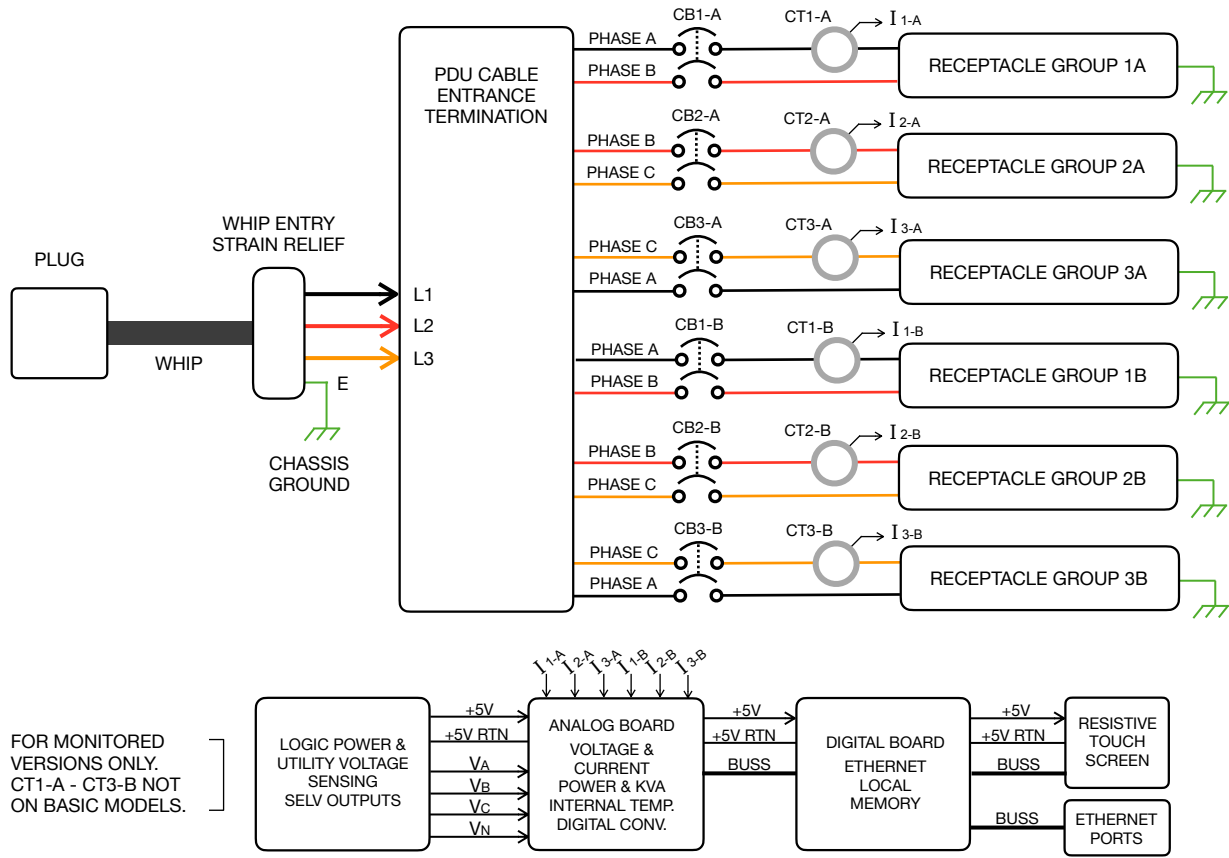 PLUG
WHIP
WHIP ENTRY
STRAIN RELIEF
E
CHASSIS
GROUND
L1
L2
L3
PDU CABLE
ENTRANCE
TERMINATION
PHASE A
PHASE B
CB1-A
CT1-A
I 1-A
RECEPTACLE GROUP 1A
PHASE B
PHASE C
CB2-A
CT2-A
I 2-A
RECEPTACLE GROUP 2A
PHASE C
PHASE A
CB3-A
CT3-A
I 3-A
RECEPTACLE GROUP 3A
PHASE A
PHASE B
CB1-B
CT1-B
I 1-B
RECEPTACLE GROUP 1B
PHASE B
PHASE C
CB2-B
CT2-B
I 2-B
RECEPTACLE GROUP 2B
PHASE C
PHASE A
CB3-B
CT3-B
I 3-B
RECEPTACLE GROUP 3B
FOR MONITORED
VERSIONS ONLY.
CT1-A - CT3-B NOT
ON BASIC MODELS.
LOGIC POWER &
UTILITY VOLTAGE
SENSING
SELV OUTPUTS
+5V
+5V RTN
VA
VB
VC
VN
I 1-A
I 2-A
I 3-A
I 1-B
I 2-B
I 3-B
ANALOG BOARD
VOLTAGE &
CURRENT
POWER & KVA
INTERNAL TEMP.
DIGITAL CONV.
+5V
+5V RTN
BUSS
DIGITAL BOARD
ETHERNET
LOCAL
MEMORY
+5V
+5V RTN
BUSS
BUSS
RESISTIVE
TOUCH
SCREEN
ETHERNET
PORTS